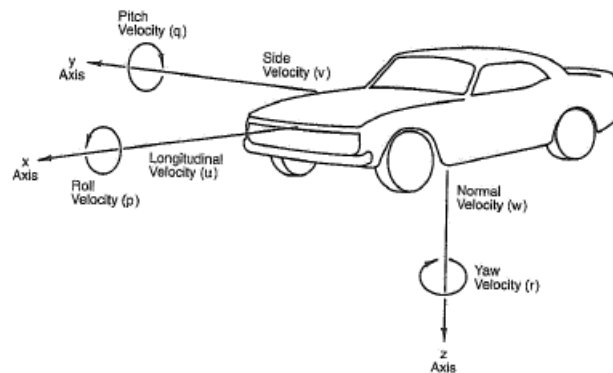 Pitch
Velocity (q)
y
Axis
Side
Velocity (v)
x
Axis
Roll
Velocity (p)
Longitudinal
Velocity (u)
Normal
Velocity (w)
Yaw
Velocity (r)
z
Axis